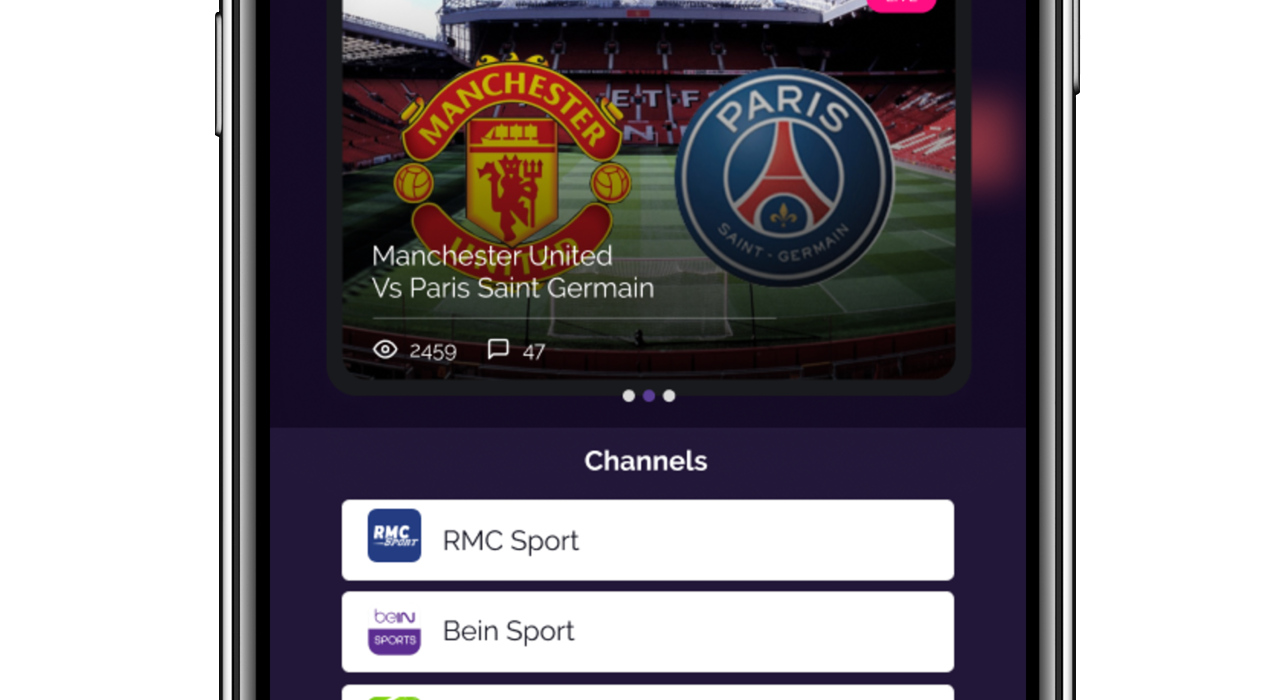 MANCHESTER
UNITED
PARIS
SAINT-GERMAIN
Manchester United
Vs Paris Saint Germain
2459
47
Channels
RMC
SPORT
RMC Sport
beIN
SPORTS
Bein Sport